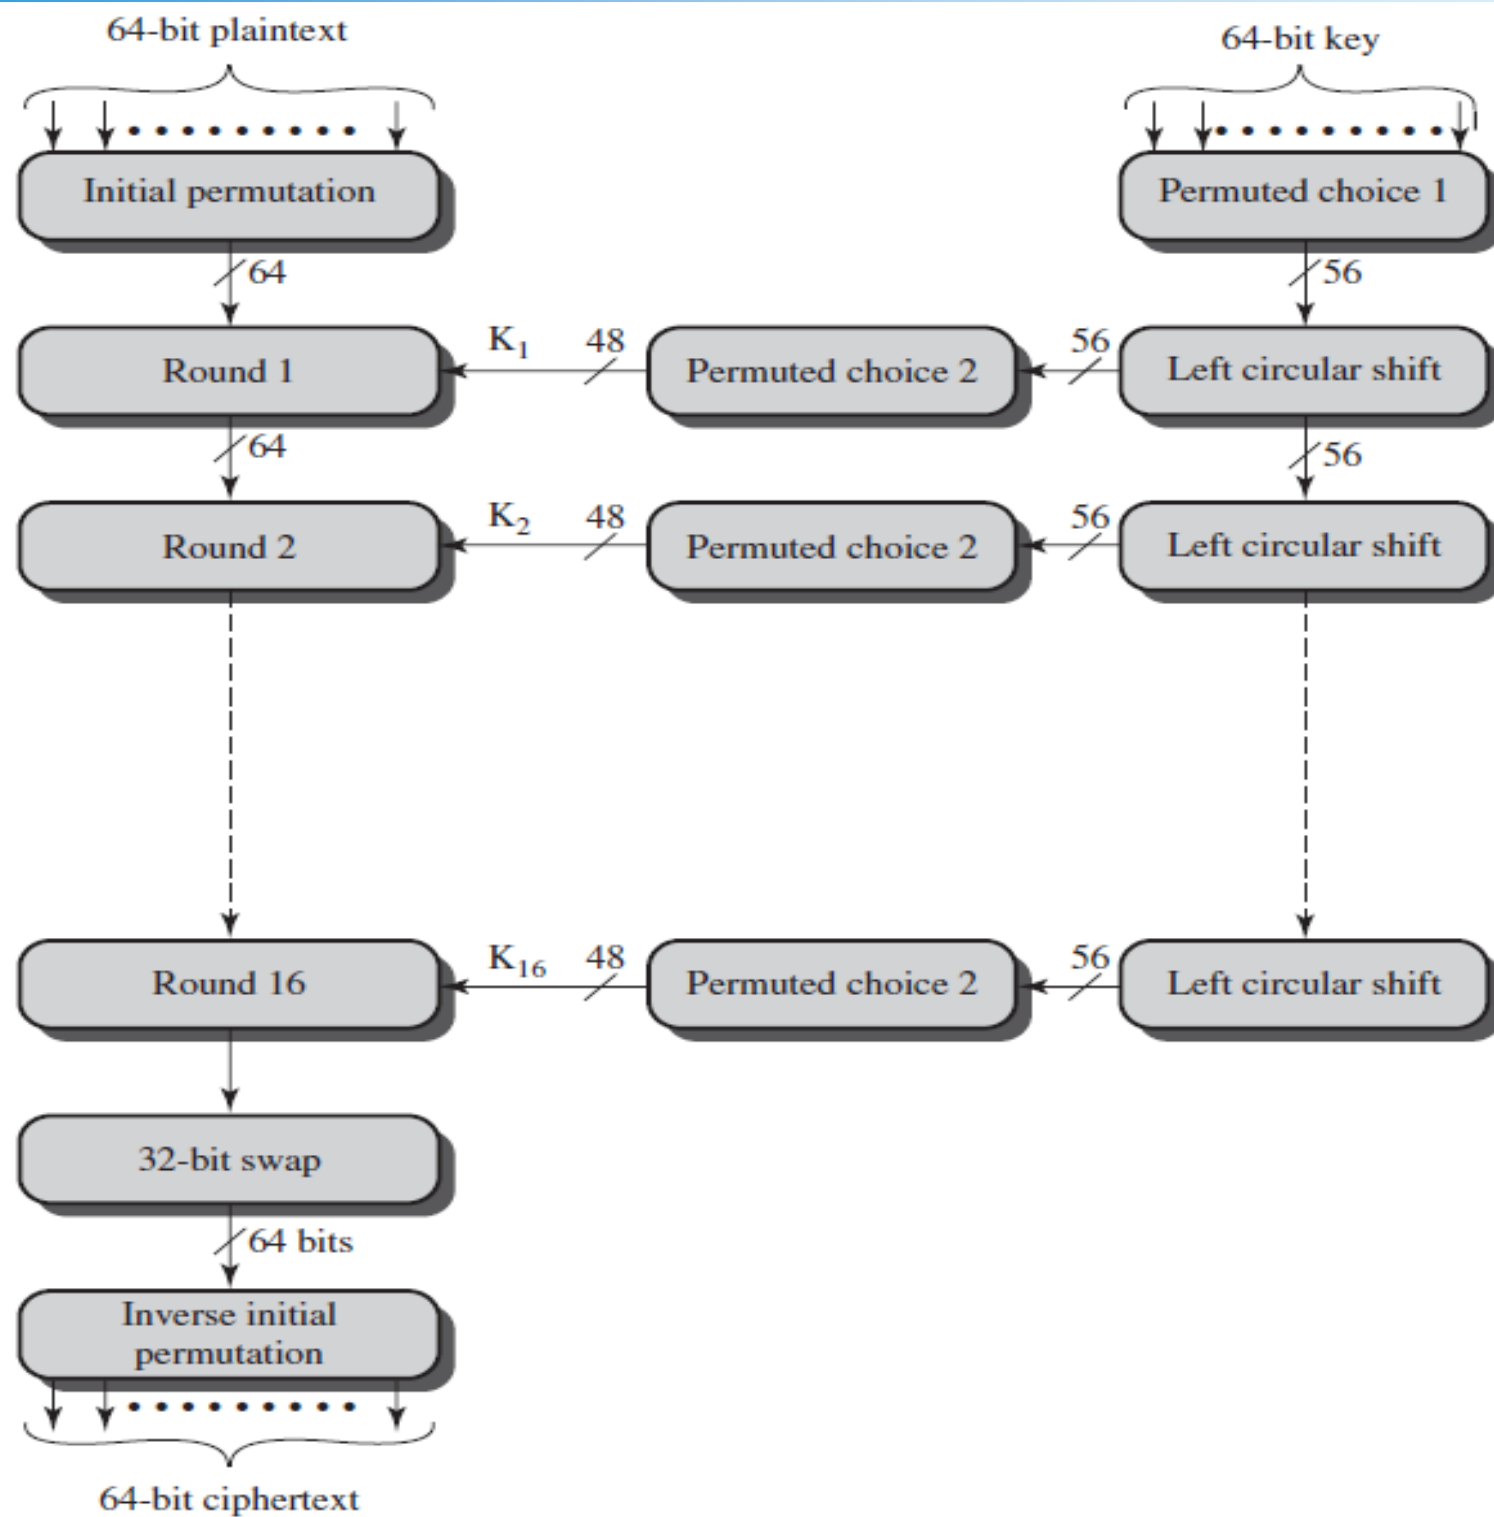 64-bit plaintext
64-bit key
Initial permutation
Permuted choice 1
64
56
K1
48
56
Round 1
Permuted choice 2
Left circular shift
64
56
K2
48
56
Round 2
Permuted choice 2
Left circular shift
K16
48
56
Round 16
Permuted choice 2
Left circular shift
32-bit swap
64 bits
Inverse initial
permutation
64-bit ciphertext